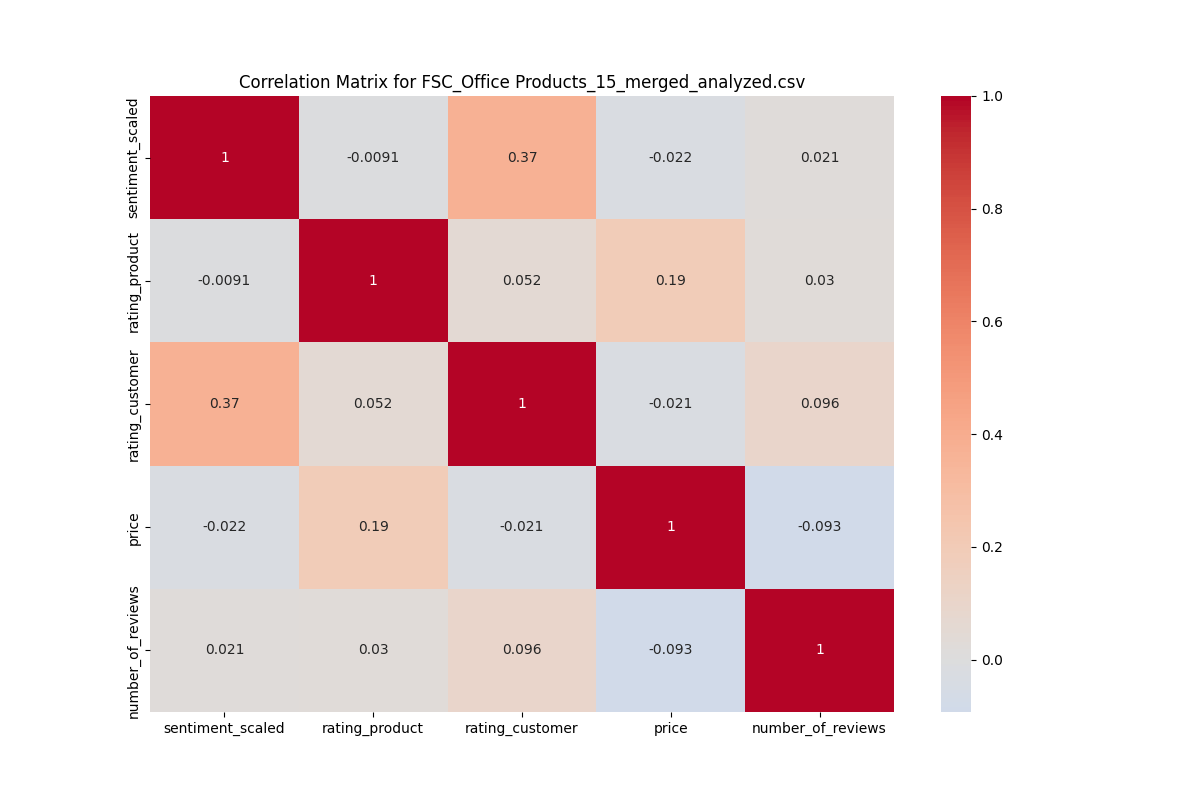 Correlation Matrix for FSC_Office Products_15_merged_analyzed.csv
sentiment_scaled
1
-0.0091
0.37
-0.022
0.021
rating_product
-0.0091
1
0.052
0.19
0.03
rating_customer
0.37
0.052
1
-0.021
0.096
price
-0.022
0.19
-0.021
1
-0.093
number_of_reviews
0.021
0.03
0.096
-0.093
1
sentiment_scaled
rating_product
rating_customer
price
number_of_reviews
1.0
0.8
0.6
0.4
0.2
0.0